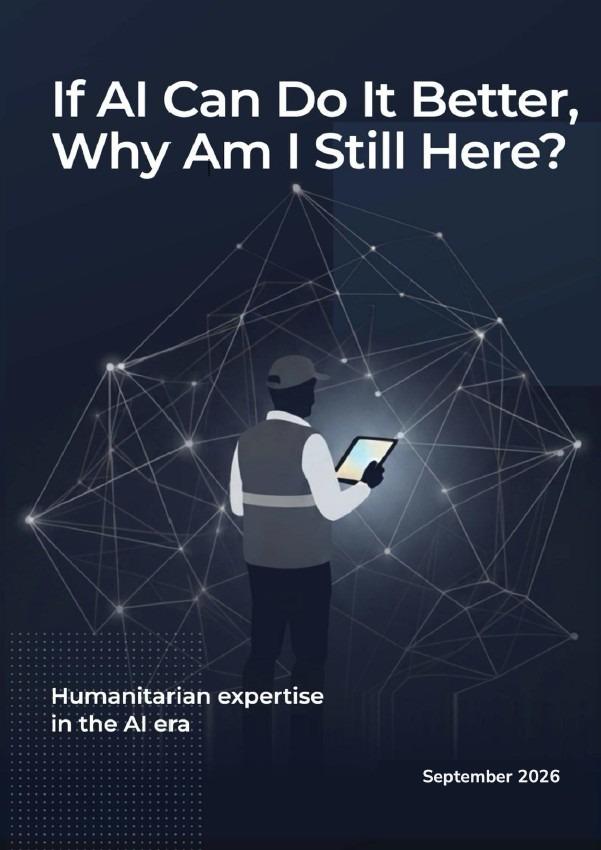 If AI Can Do It Better,
Why Am I Still Here?
Humanitarian expertise
in the AI era
September 2026